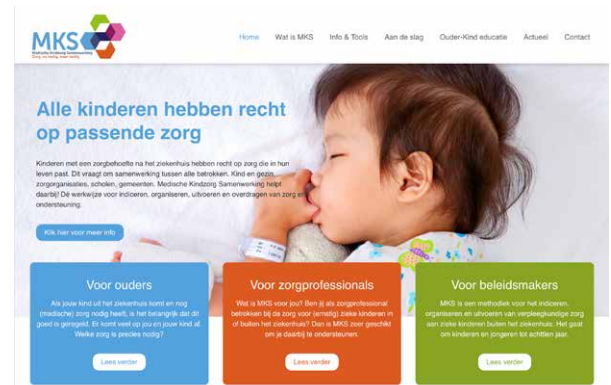 MKS
Medische Kindzorg Samenwerking
Zorg, wa nodig, waar nodig.
Home Wat is MKS Info & Tools Aan de slag Ouder-Kind educatie Actueel Contact
Alle kinderen hebben recht
op passende zorg
Kinderen met een zorgbehoefte na het ziekenhuis hebben recht op zorg die in hun
leven past. Dit vraagt om samenwerking tussen alle betrokken. Kind en gezin,
zorgorganisaties, scholen, gemeenten. Medische Kindzorg Samenwerking helpt
daarbij! Dé werkwijze voor indiceren, organiseren, uitvoeren en overdragen van zorg en
ondersteuning.
Klik hier voor meer info
Voor ouders
Als jouw kind uit het ziekenhuis komt en nog
(medische) zorg nodig heeft, is het belangrijk dat dit
goed is geregeld. Er komt veel op jou en jouw kind af.
Welke zorg is precies nodig?
Lees verder
Voor zorgprofessionals
Wat is MKS voor jou? Ben jij als zorgprofessional
betrokken bij de zorg voor (ernstig) zieke kinderen in
of buiten het ziekenhuis? Dan is MKS zeer geschikt
om je daarbij te ondersteunen.
Lees verder
Voor beleidsmakers
MKS is een methodiek voor het indiceren,
organiseren en uitvoeren van verpleegkundige zorg
aan zieke kinderen buiten het ziekenhuis. Het gaat
om kinderen en jongeren tot achttien jaar.
Lees verder